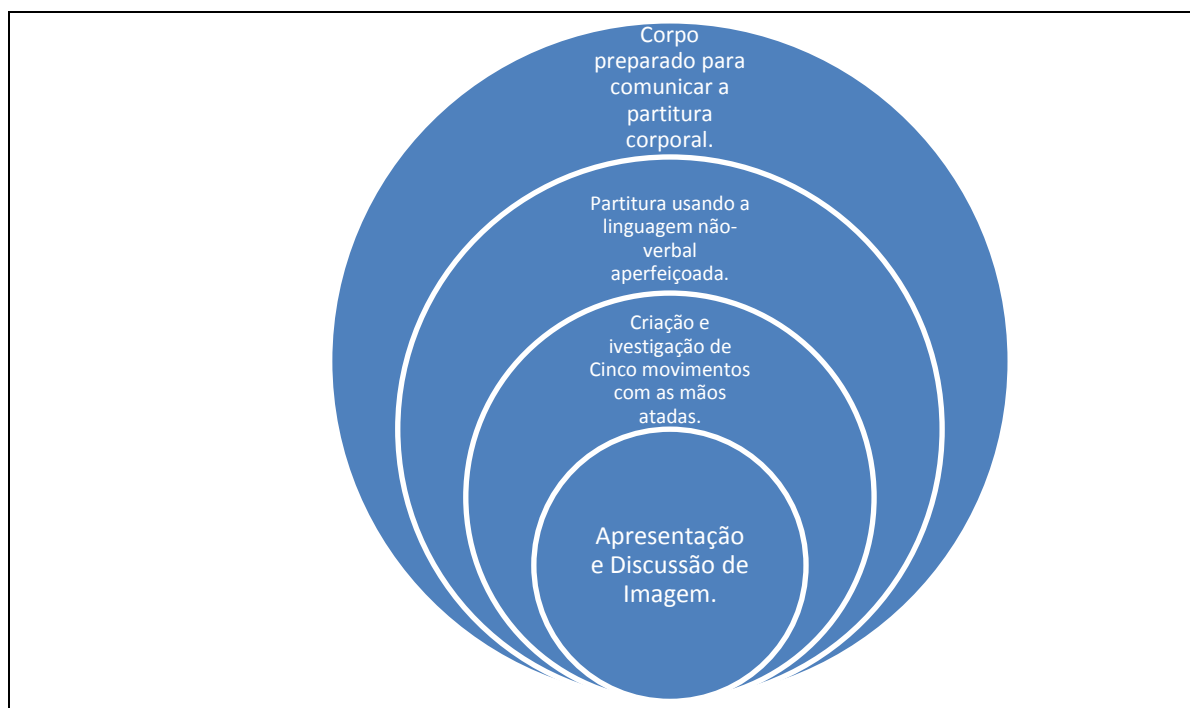 Corpo
preparado para
comunicar a
partitura
corporal.
Partitura usando a
linguagem não-
verbal
aperfeiçoada.
Criação e
ivestigação de
Cinco movimentos
com as mãos
atadas.
Apresentação
e Discussão de
Imagem.